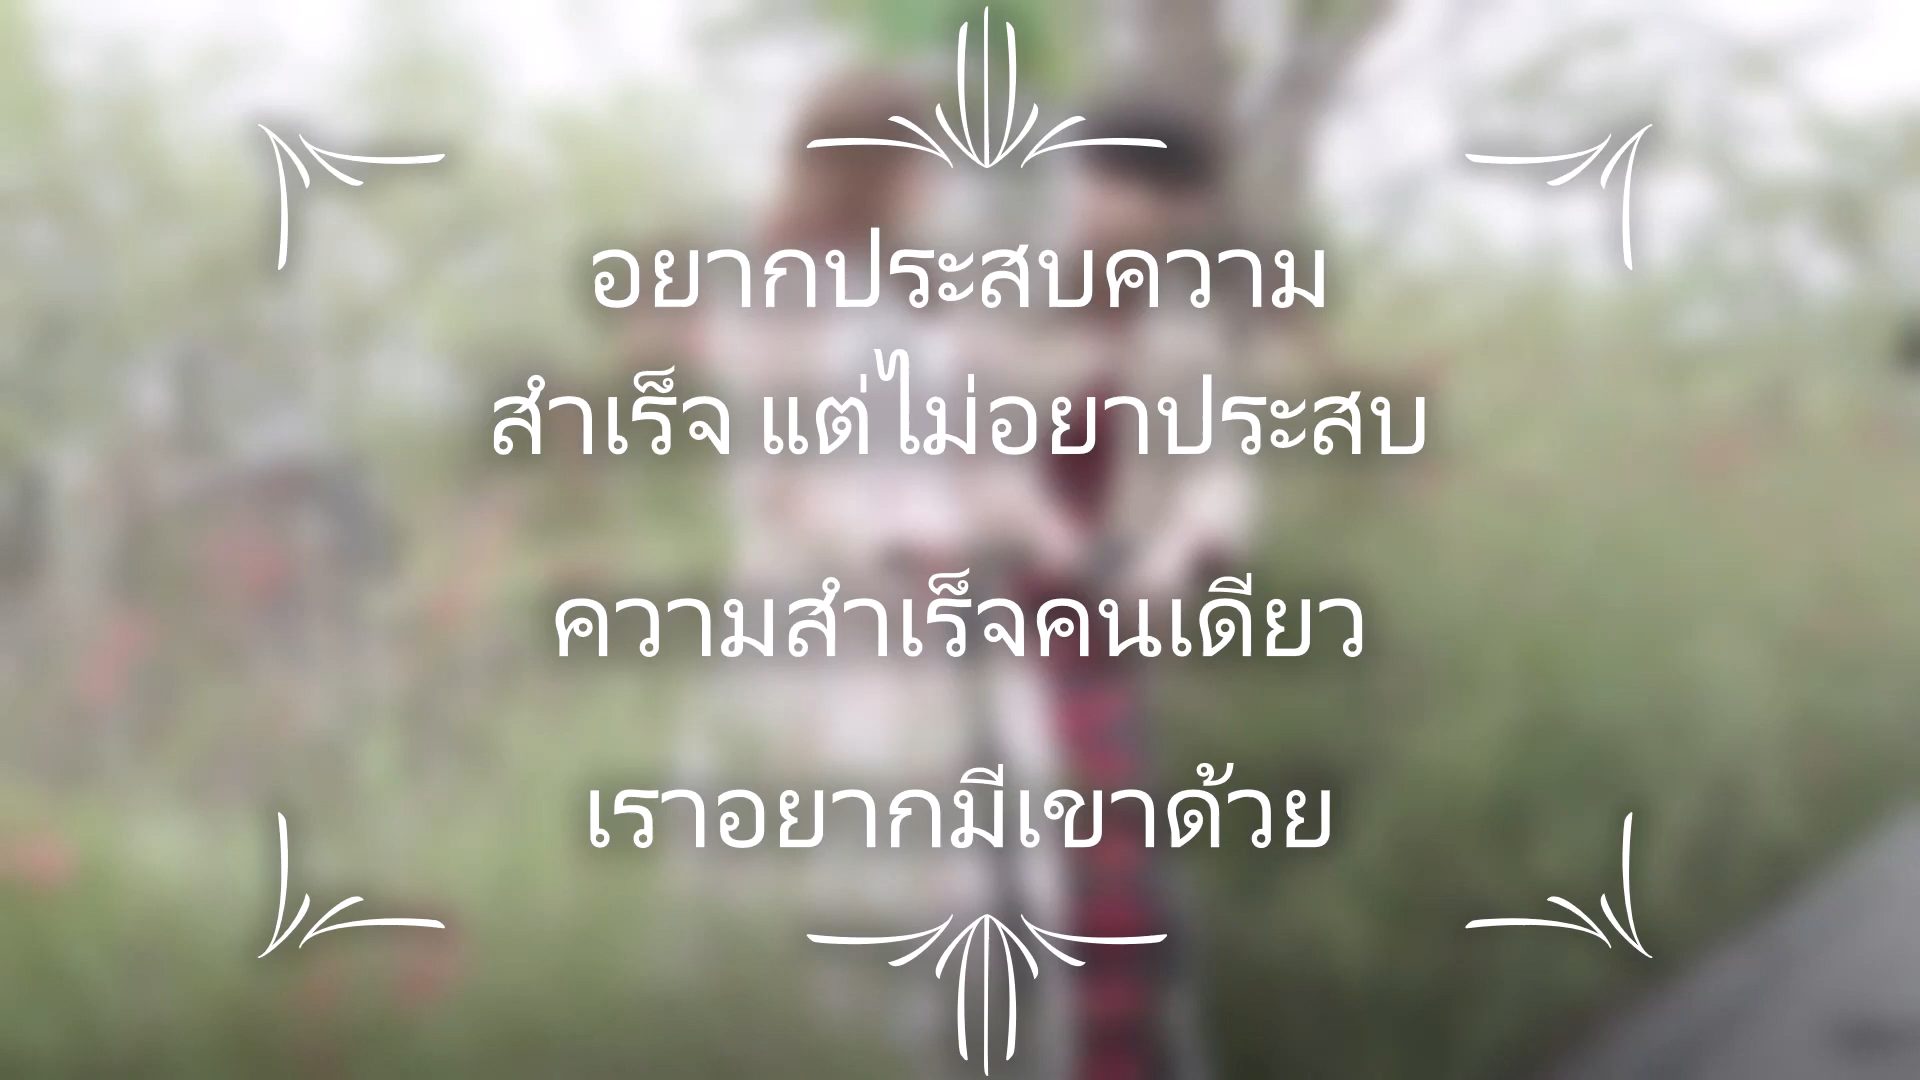 อยากประสบความ
สำเร็จ แต่ไม่อยาประสบ
ความสำเร็จคนเดียว
เราอยากมีเขาด้วย